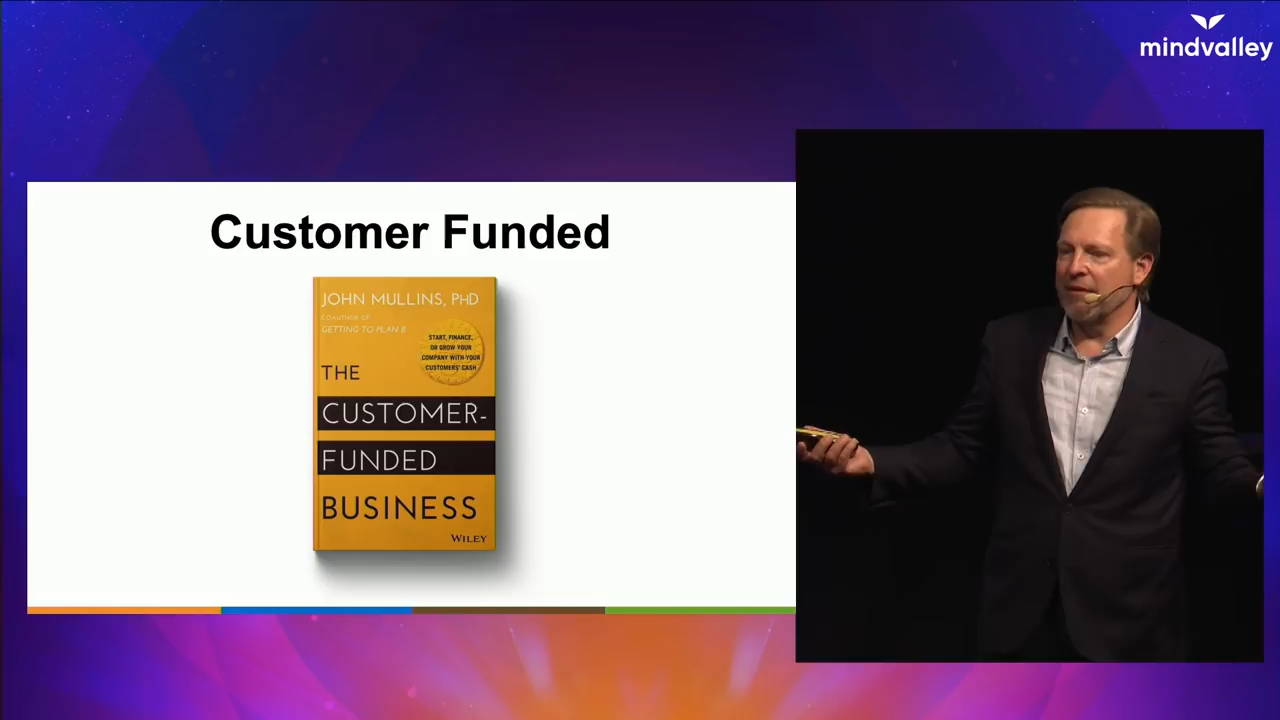 mindvalley
Customer Funded
JOHN MULLINS, PHD
COAUTHOR OF
GETTING TO PLAN B
START, FINANCE,
OR GROW YOUR
COMPANY WITH YOUR
CUSTOMERS' CASH
THE
CUSTOMER-
FUNDED
BUSINESS
WILEY